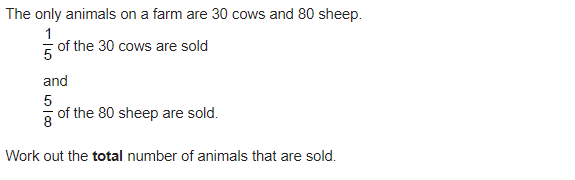 The only animals on a farm are 30 cows and 80 sheep.
1/5 of the 30 cows are sold
and
5/8 of the 80 sheep are sold.
Work out the total number of animals that are sold.